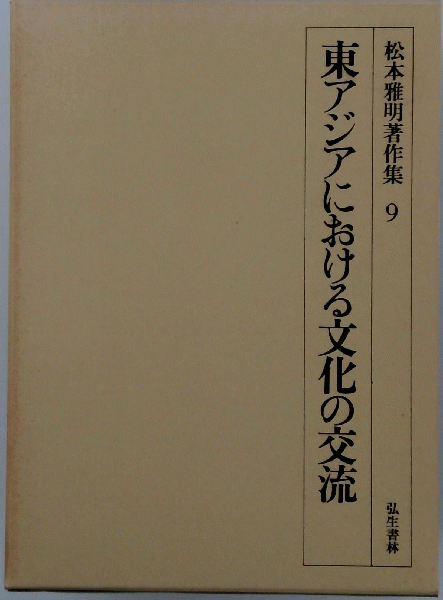 松本雅明著作集 9
東アジアにおける文化の交流
弘生書林